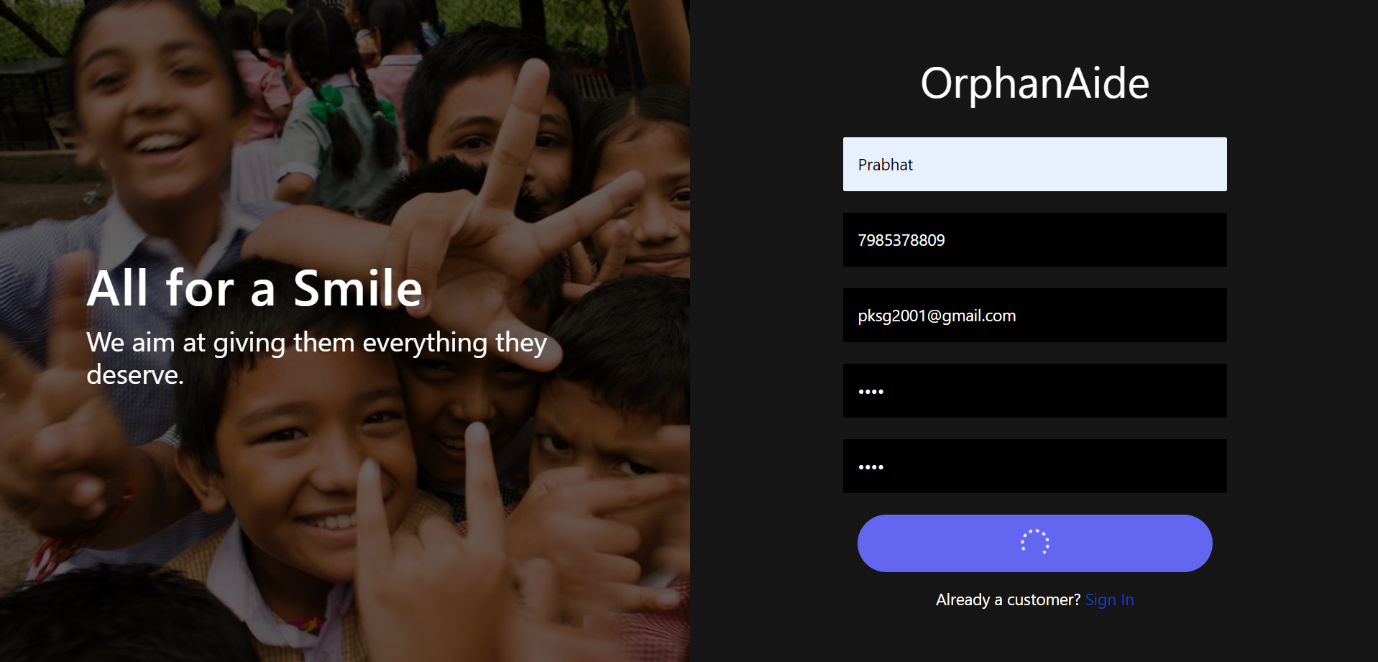 All for a Smile
We aim at giving them everything they
deserve.
OrphanAide
Prabhat
7985378809
pksg2001@gmail.com
••••
••••
Already a customer? Sign In